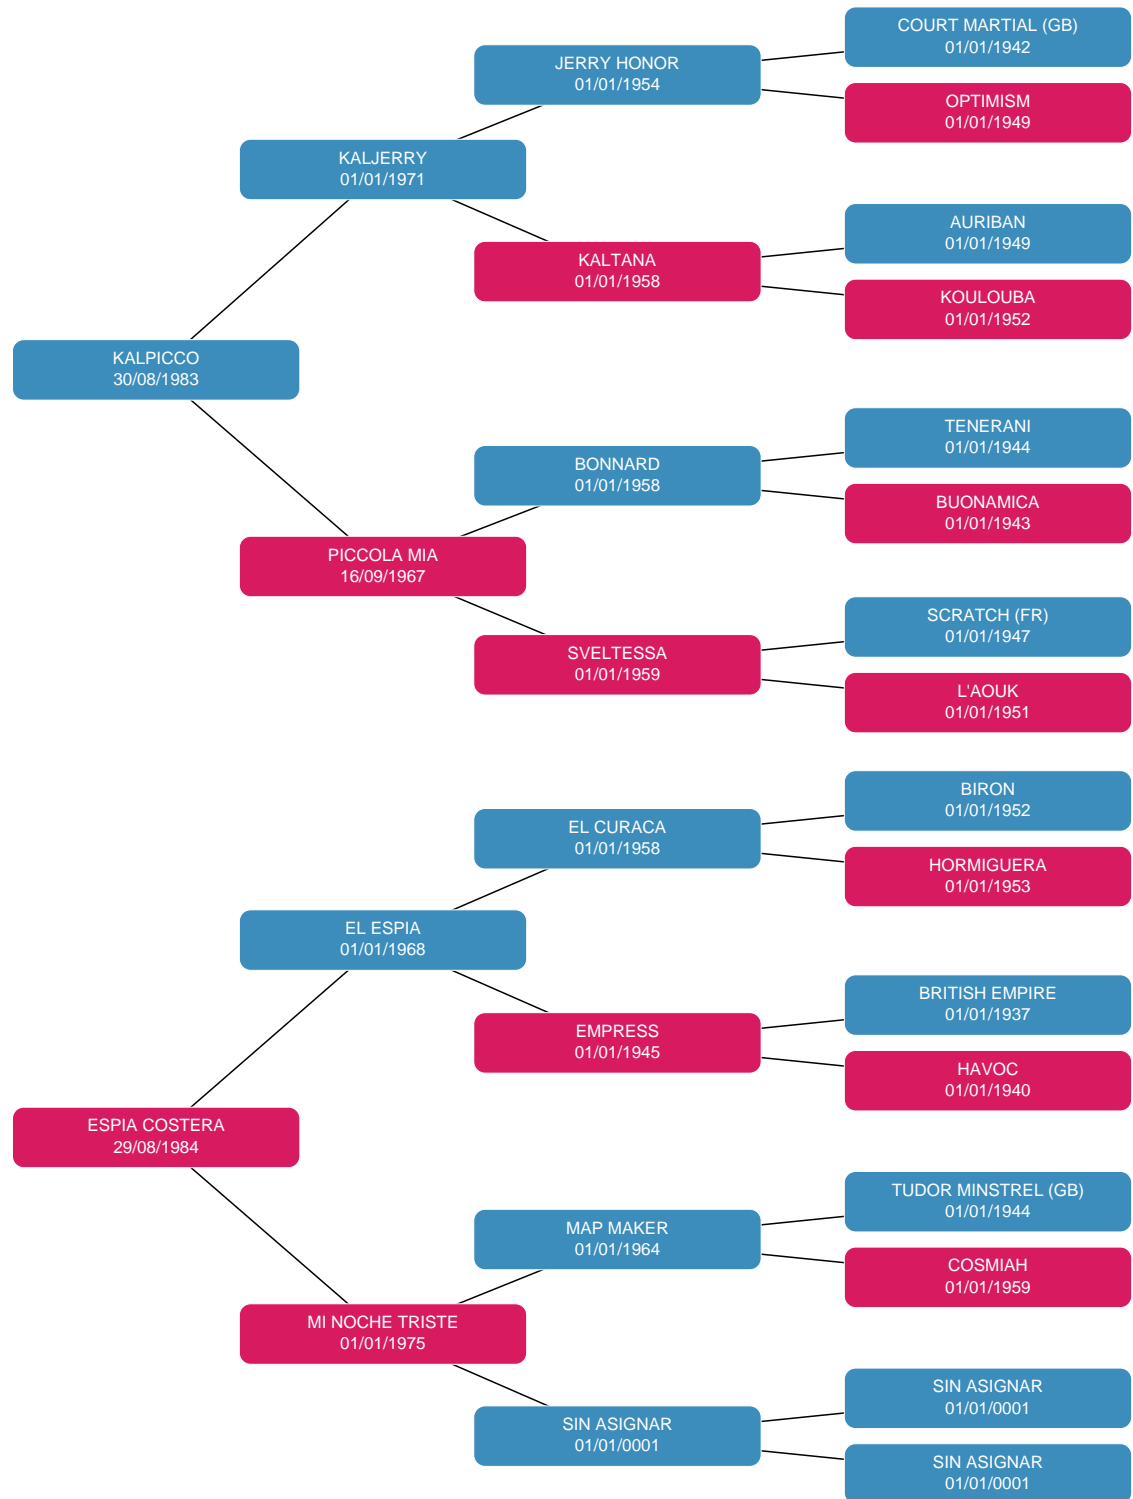 COURT MARTIAL (GB)
01/01/1942
JERRY HONOR
01/01/1954
OPTIMISM
01/01/1949
KALJERRY
01/01/1971
AURIBAN
01/01/1949
KALTANA
01/01/1958
KOULOUBA
01/01/1952
KALPICCO
30/08/1983
TENERANI
01/01/1944
BONNARD
01/01/1958
BUONAMICA
01/01/1943
PICCOLA MIA
16/09/1967
SCRATCH (FR)
01/01/1947
SVELTESSA
01/01/1959
L'AOUK
01/01/1951
BIRON
01/01/1952
EL CURACA
01/01/1958
HORMIGUERA
01/01/1953
EL ESPIA
01/01/1968
BRITISH EMPIRE
01/01/1937
EMPRESS
01/01/1945
HAVOC
01/01/1940
ESPIA COSTERA
29/08/1984
TUDOR MINSTREL (GB)
01/01/1944
MAP MAKER
01/01/1964
COSMIAH
01/01/1959
MI NOCHE TRISTE
01/01/1975
SIN ASIGNAR
01/01/0001
SIN ASIGNAR
01/01/0001
SIN ASIGNAR
01/01/0001